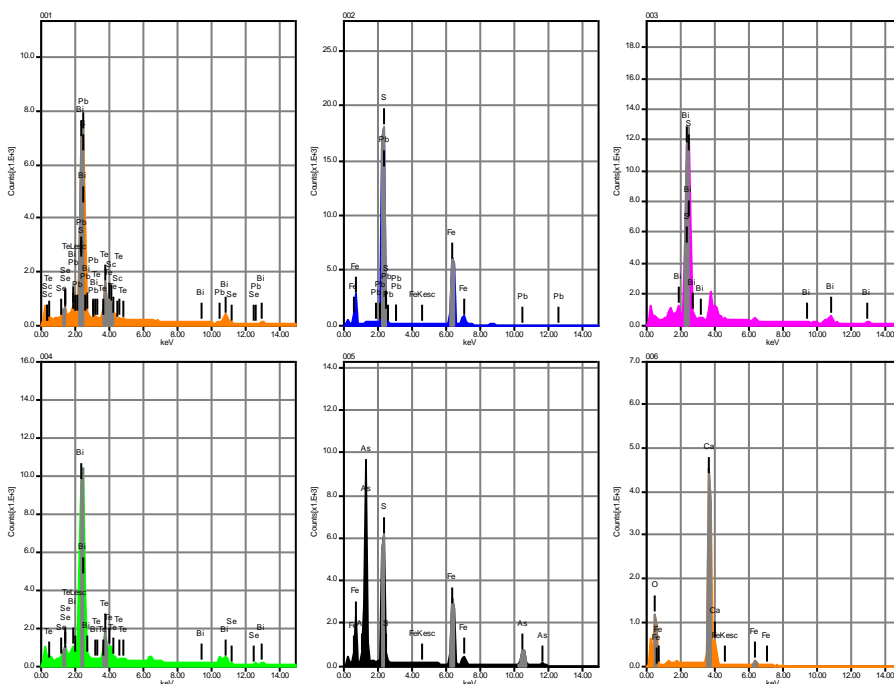 001
002
003
Counts[x1.E+3]
10.0
8.0
6.0
4.0
2.0
0.0
Pb
Bi
S
Bi
Pb
S
Te
Bi
Pb
Te
Sc
Se
Se
Te
Sc
Te
Sc
Bi
Pb
Bi
Se
Bi
Pb
Se
0.00
2.00
4.00
6.00
8.00
10.00
12.00
14.00
keV
Counts[x1.E+3]
25.0
20.0
15.0
10.0
5.0
0.0
S
Pb
Fe
Fe
Fe
S
Pb
Pb
Pb
FeKesc
Fe
Pb
Pb
0.00
2.00
4.00
6.00
8.00
10.00
12.00
14.00
keV
Counts[x1.E+3]
18.0
16.0
14.0
12.0
10.0
8.0
6.0
4.0
2.0
0.0
Bi
S
Bi
S
Bi
Bi
Bi
Bi
Bi
Bi
0.00
2.00
4.00
6.00
8.00
10.00
12.00
14.00
keV
004
005
006
Counts[x1.E+3]
16.0
14.0
12.0
10.0
8.0
6.0
4.0
2.0
0.0
Bi
Bi
TeLesc
Se
Bi
Se
Te
Se
Te
Te
Te
Te
Te
Bi
Bi
Se
Bi
Se
0.00
2.00
4.00
6.00
8.00
10.00
12.00
14.00
keV
Counts[x1.E+3]
14.0
12.0
10.0
8.0
6.0
4.0
2.0
0.0
As
As
S
Fe
Fe
S
FeKesc
Fe
Fe
As
As
0.00
2.00
4.00
6.00
8.00
10.00
12.00
14.00
keV
Counts[x1.E+3]
7.0
6.0
5.0
4.0
3.0
2.0
1.0
0.0
Ca
O
Fe
Fe
Ca
FeKesc
Fe
Fe
0.00
2.00
4.00
6.00
8.00
10.00
12.00
14.00
keV